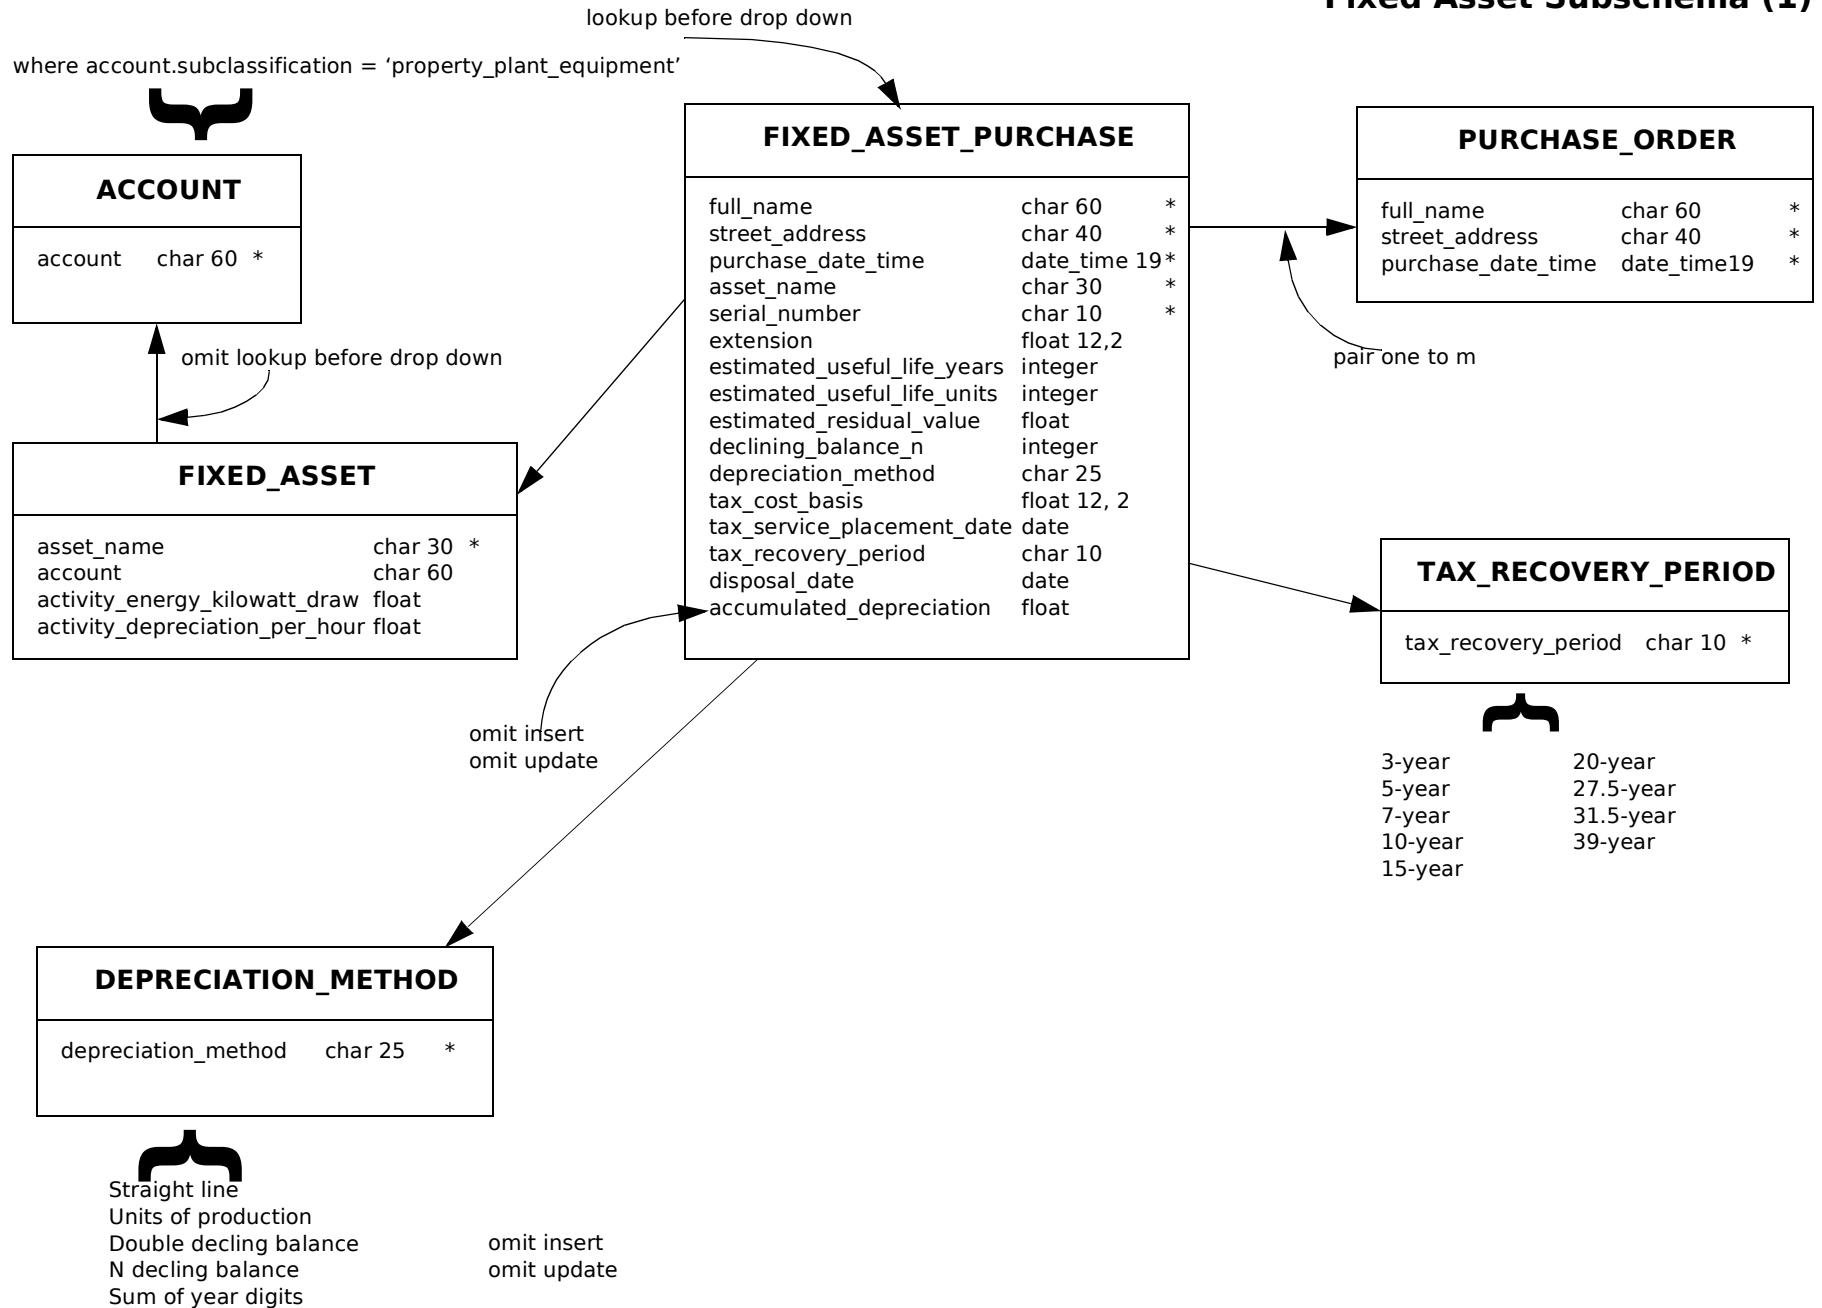 Fixed Asset Subschema (1)
lookup before drop down
where account.subclassification = ‘property_plant_equipment’
ACCOUNT
account char 60 *
omit lookup before drop down
FIXED_ASSET
asset_name char 30 *
account char 60
activity_energy_kilowatt_draw float
activity_depreciation_per_hour float
FIXED_ASSET_PURCHASE
full_name char 60 *
street_address char 40 *
purchase_date_time date_time 19 *
asset_name char 30 *
serial_number char 10 *
extension float 12,2
estimated_useful_life_years integer
estimated_useful_life_units integer
estimated_residual_value float
declining_balance_n integer
depreciation_method char 25
tax_cost_basis float 12, 2
tax_service_placement_date date
tax_recovery_period char 10
disposal_date date
accumulated_depreciation float
omit insert
omit update
PURCHASE_ORDER
full_name char 60 *
street_address char 40 *
purchase_date_time date_time19 *
pair one to m
TAX_RECOVERY_PERIOD
tax_recovery_period char 10 *
3-year 20-year
5-year 27.5-year
7-year 31.5-year
10-year 39-year
15-year
DEPRECIATION_METHOD
depreciation_method char 25 *
Straight line
Units of production
Double decling balance omit insert
N decling balance omit update
Sum of year digits